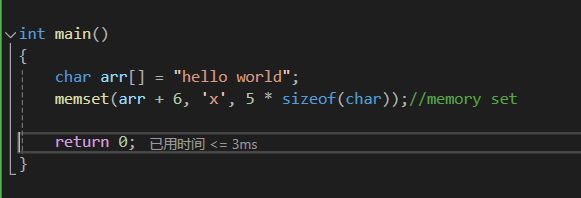 int main()
{
char arr[] = "hello world";
memset(arr + 6, 'x', 5 * sizeof(char));//memory set
return 0; 已用时间 <= 3ms
}